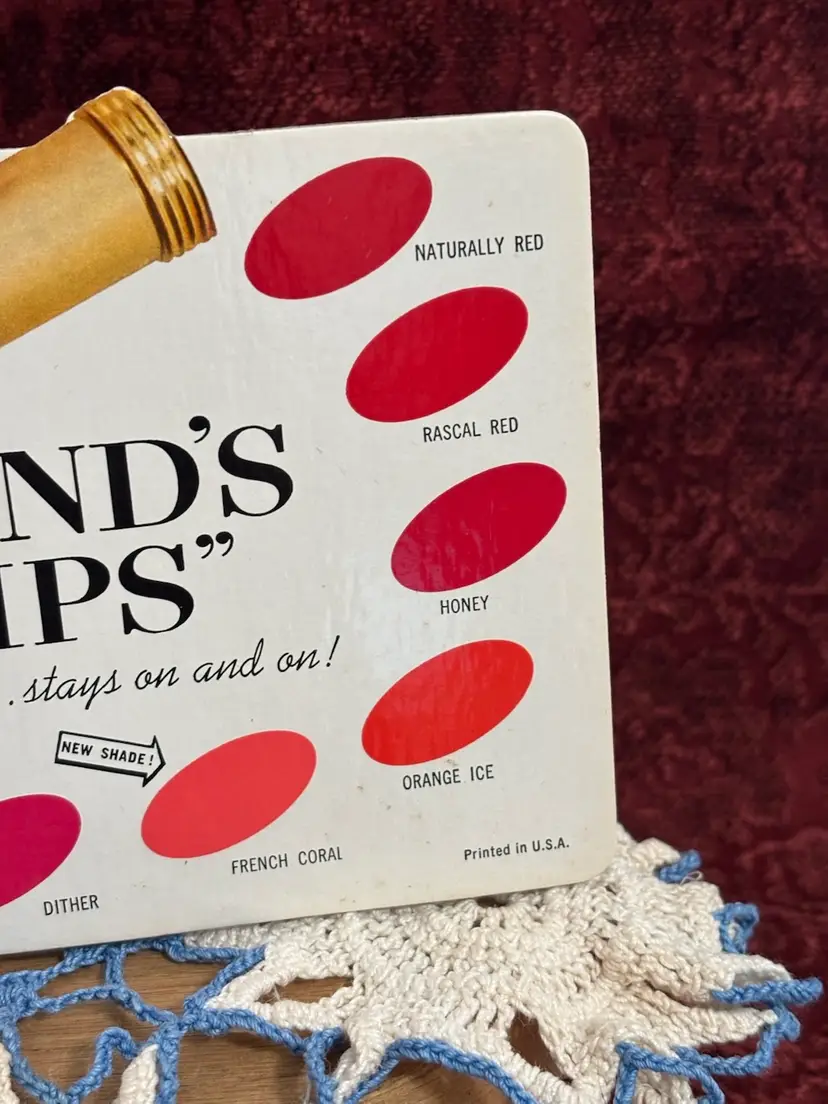 NATURALLY RED
RASCAL RED
ND'S
IPS”
HONEY
.stays on and on!
ORANGE ICE
NEW SHADE!
FRENCH CORAL
Printed in U.S.A.
DITHER